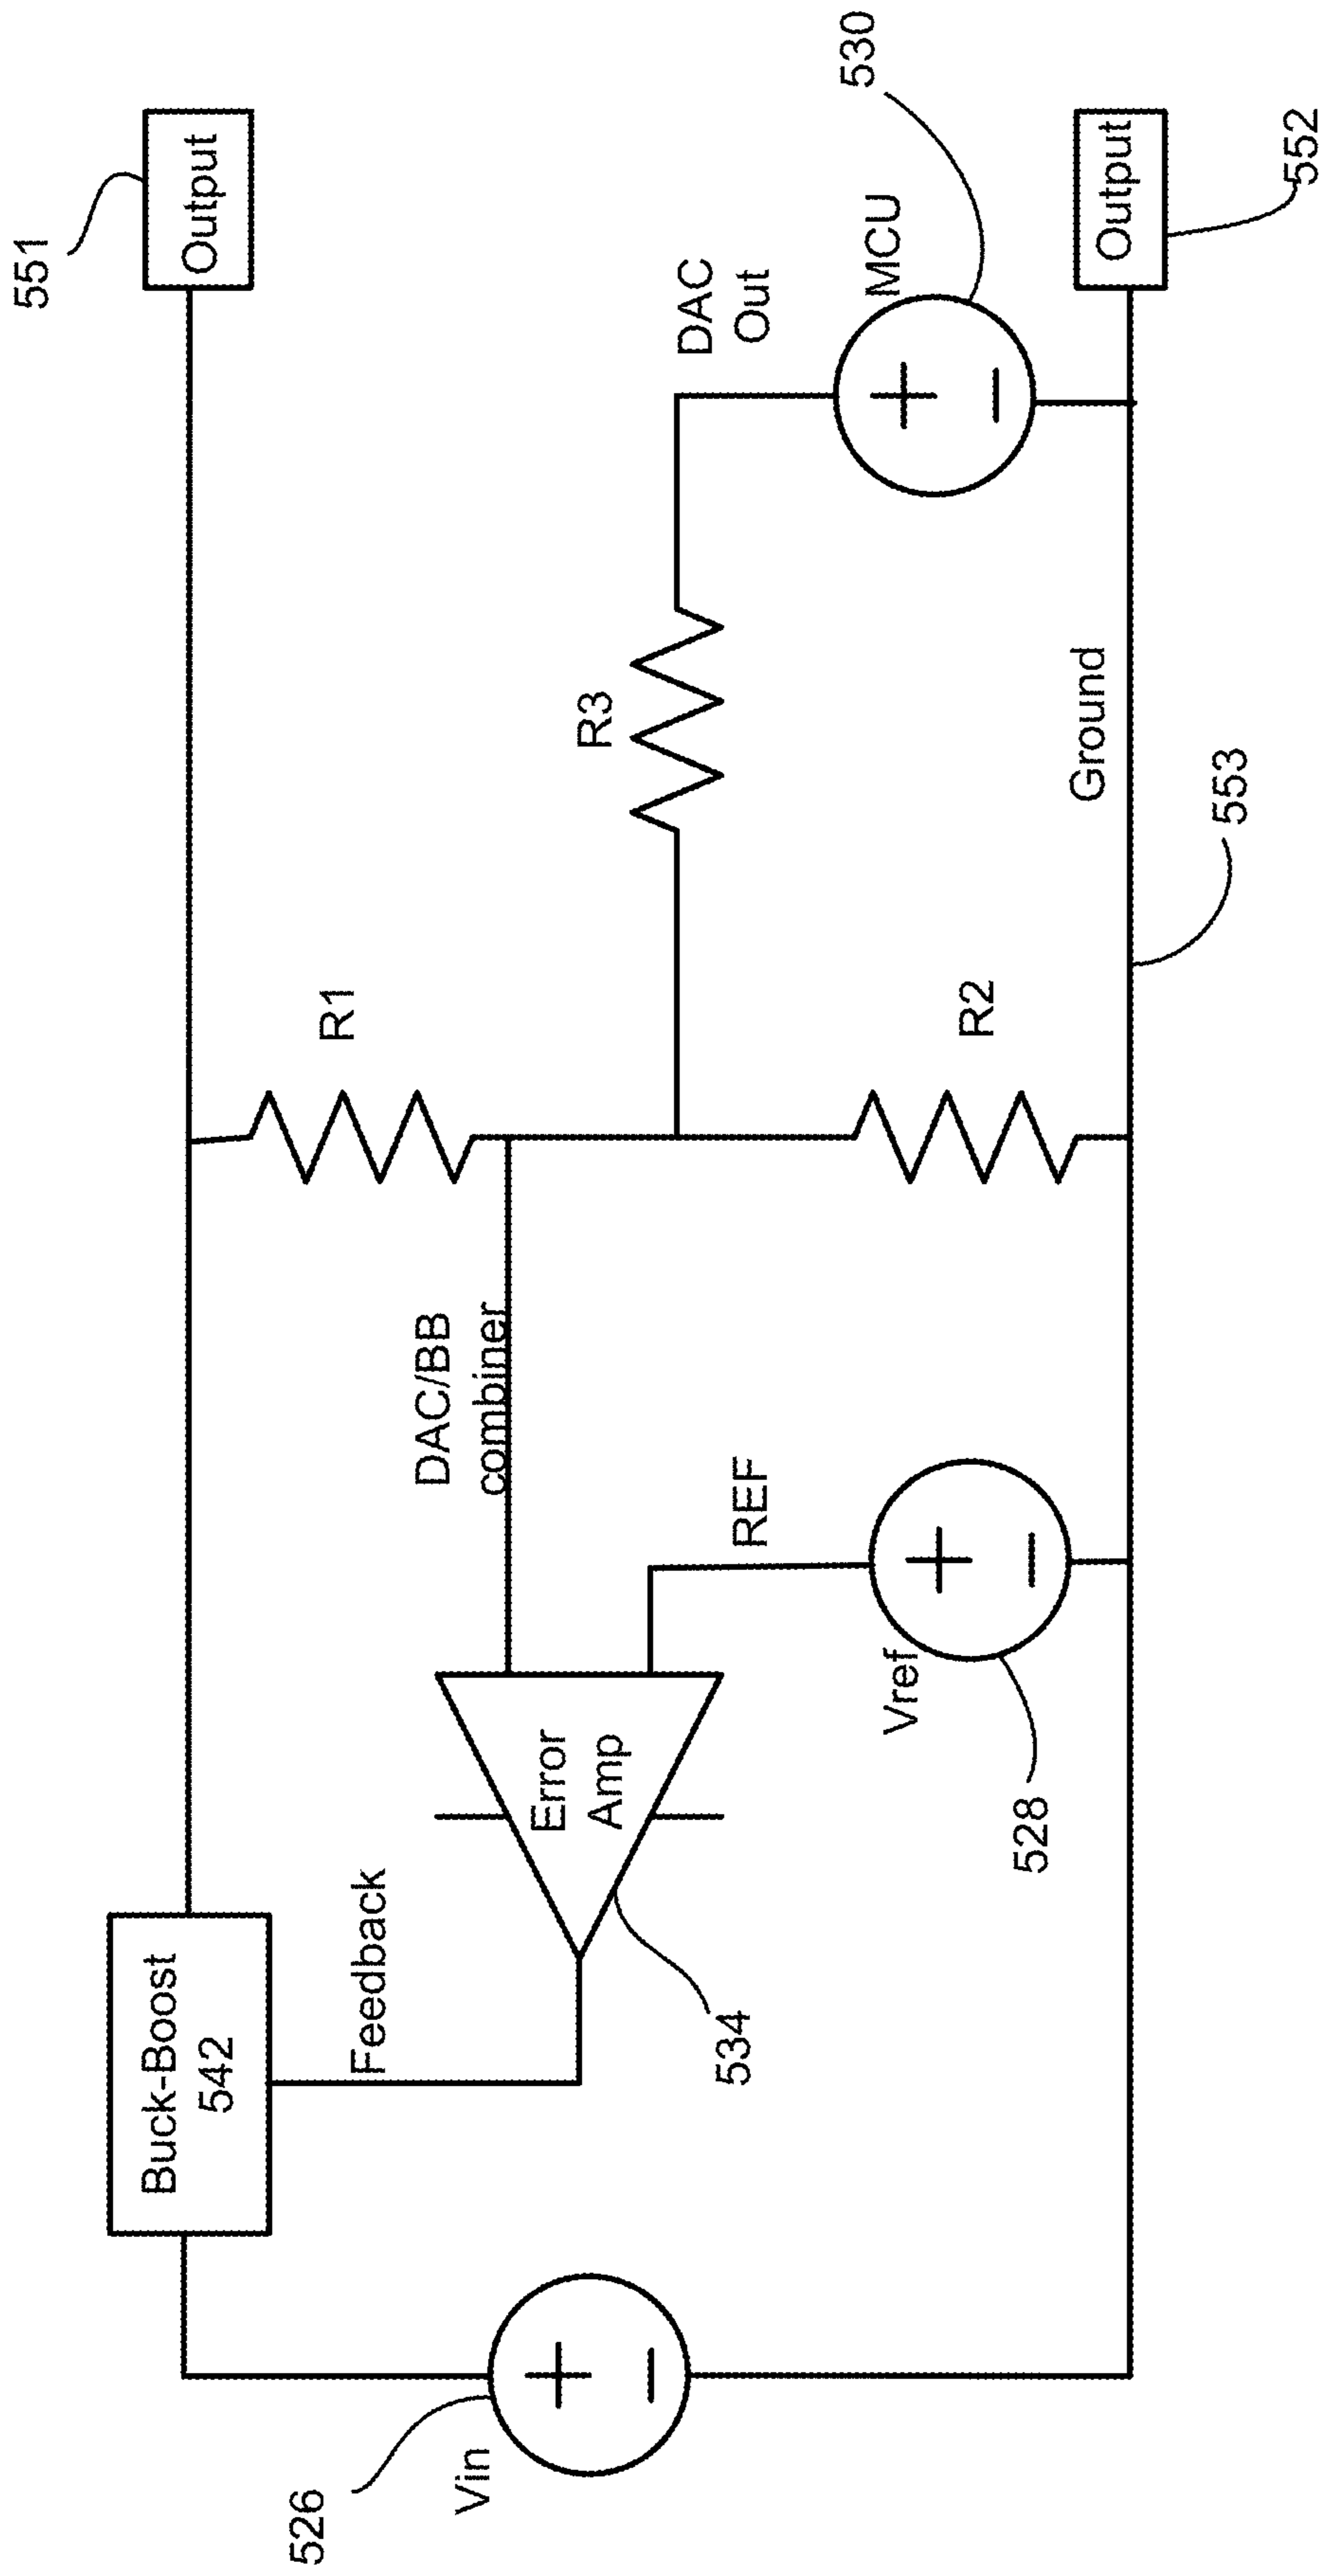 551
Output
Buck-Boost
542
Feedback
R1
DAC/BB
combiner
526
Vin
Error
Amp
534
REF
R3
DAC
Out
MCU
530
Vref
528
R2
Ground
Output
552
553